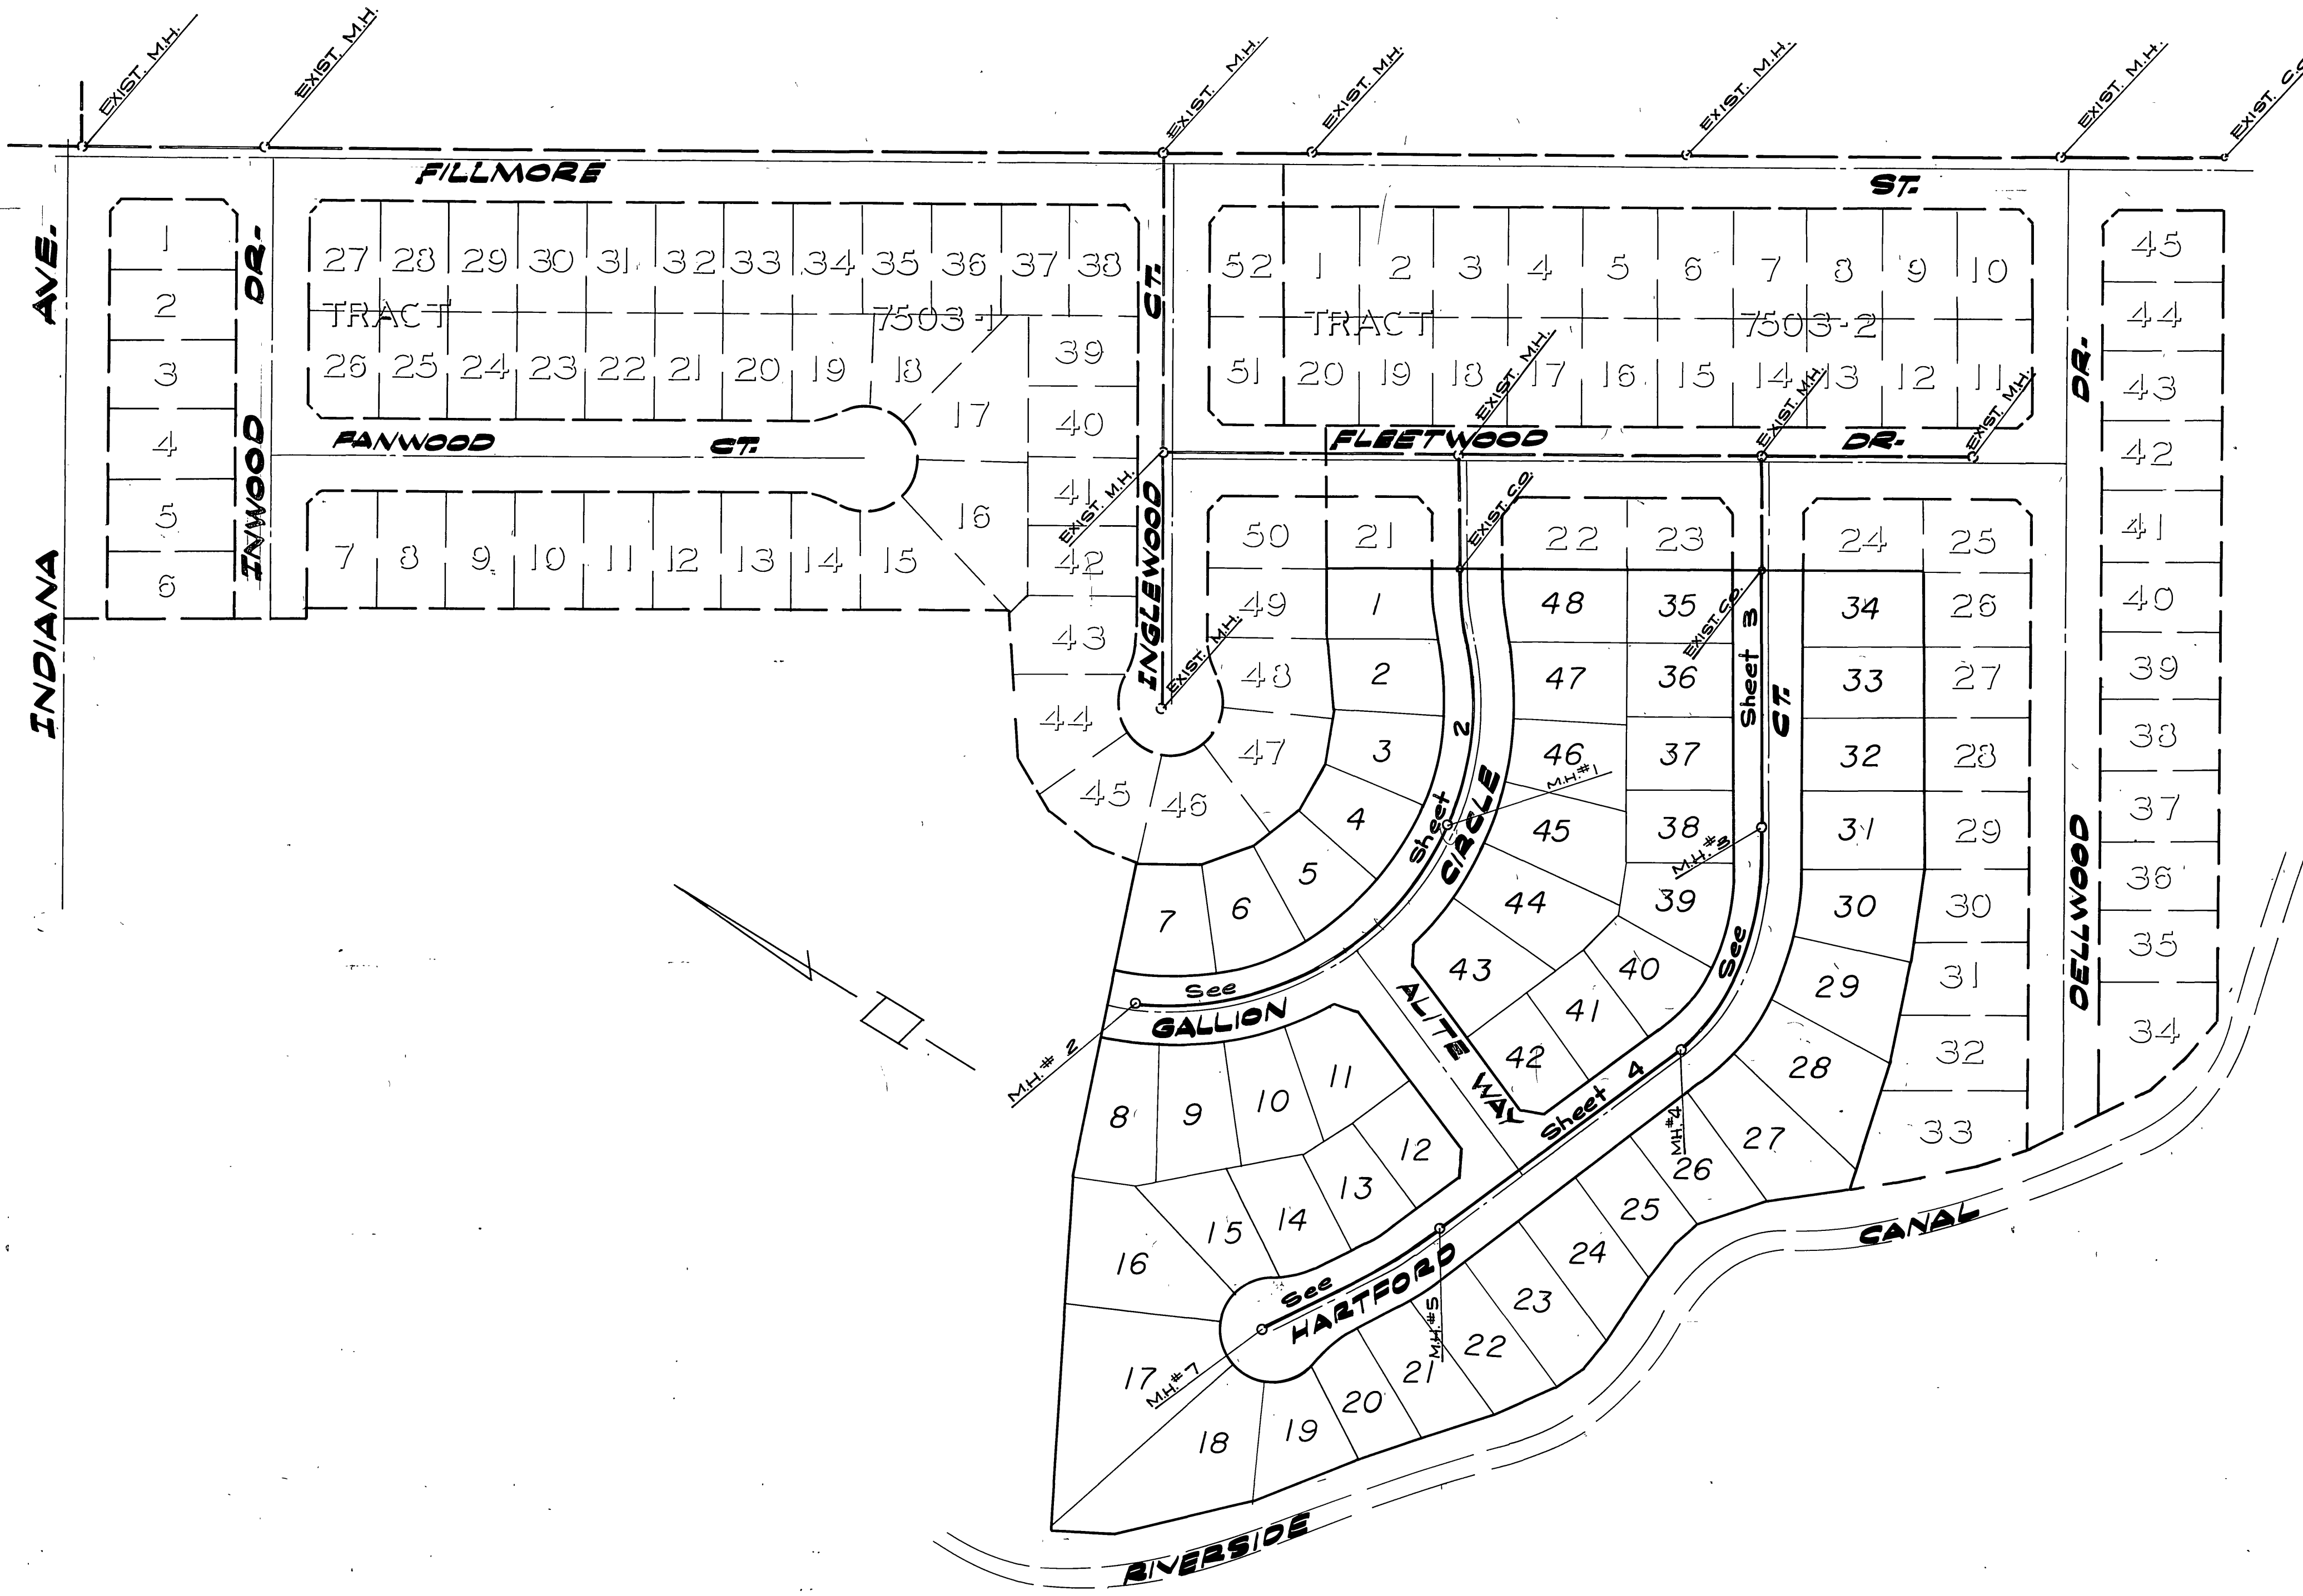 EXIST. M.H.
EXIST. M.H.
EXIST. M.H.
EXIST. M.H.
EXIST. M.H.
EXIST. M.H.
EXIST. C.O.
FILLMORE ST.
INDIANA AVE.
INWOOD DR.
1
2
3
4
5
6
27 28 29 30 31 32 33 34 35 36 37 38
TRACT 7503-1
26 25 24 23 22 21 20 19 18
17
16
FANWOOD CT.
7 8 9 10 11 12 13 14 15
39
40
41
42
43
44
45
46
47
48
49
50
INGLEWOOD CT.
EXIST. M.H.
EXIST. M.H.
52 1 2 3 4 5 6 7 8 9 10
TRACT 7503-2
51 20 19 18 17 16 15 14 13 12 11
EXIST. M.H.
EXIST. M.H.
EXIST. M.H.
FLEETWOOD DR.
EXIST. C.O.
EXIST. C.O.
21 22 23 24 25
26
27
28
29
30
31
32
33
DELLWOOD DR.
45
44
43
42
41
40
39
38
37
36
35
34
1
2
3
4
5
6
7
See Sheet 2
GALLION CIRCLE
M.H. #1
M.H. # 2
48 35
47 36
46 37
45 38
44 39
43 40
42 41
See Sheet 3
CT.
M.H. #3
34
33
32
31
30
29
28
27
26
25
24
23
22
21
20
19
18
17
16
15
14
13
12
11
10
9
8
ALITE WAY
See Sheet 4
HARTFORD
M.H. #4
M.H. #5
M.H. # 7
RIVERSIDE CANAL